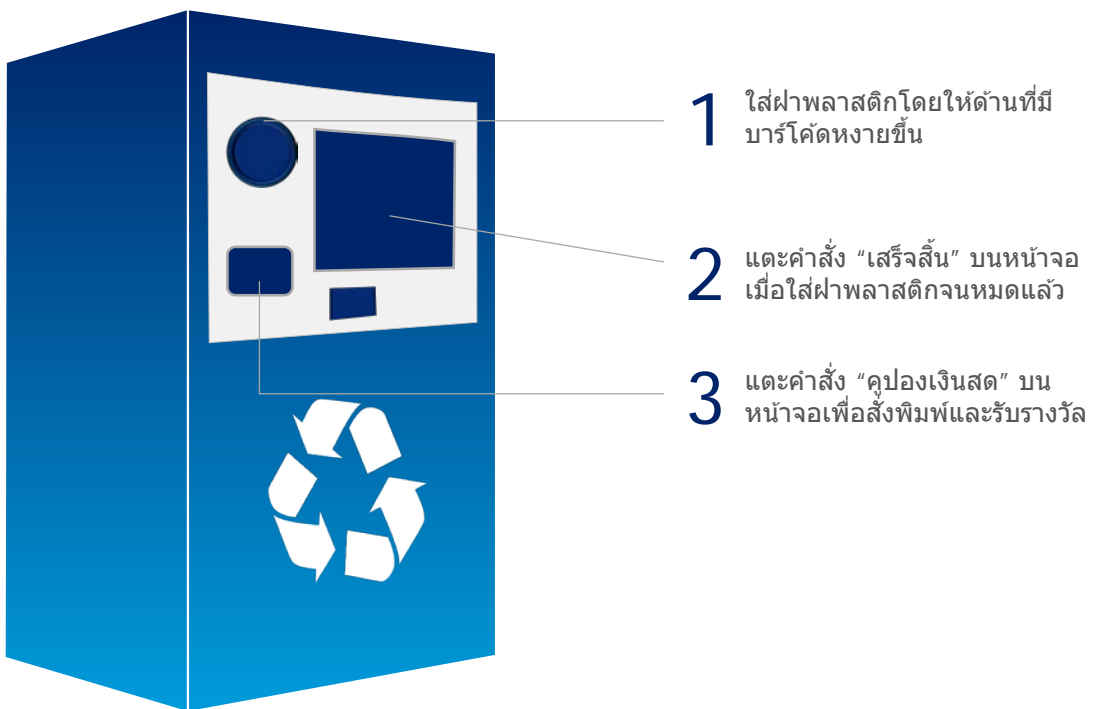 1
ใส่ฝาพลาสติกโดยให้ด้านที่มี
บาร์โค้ดหงายขึ้น
2
แตะคำสั่ง “เสร็จสิ้น” บนหน้าจอ
เมื่อใส่ฝาพลาสติกจนหมดแล้ว
3
แตะคำสั่ง “คูปองเงินสด” บน
หน้าจอเพื่อสั่งพิมพ์และรับรางวัล